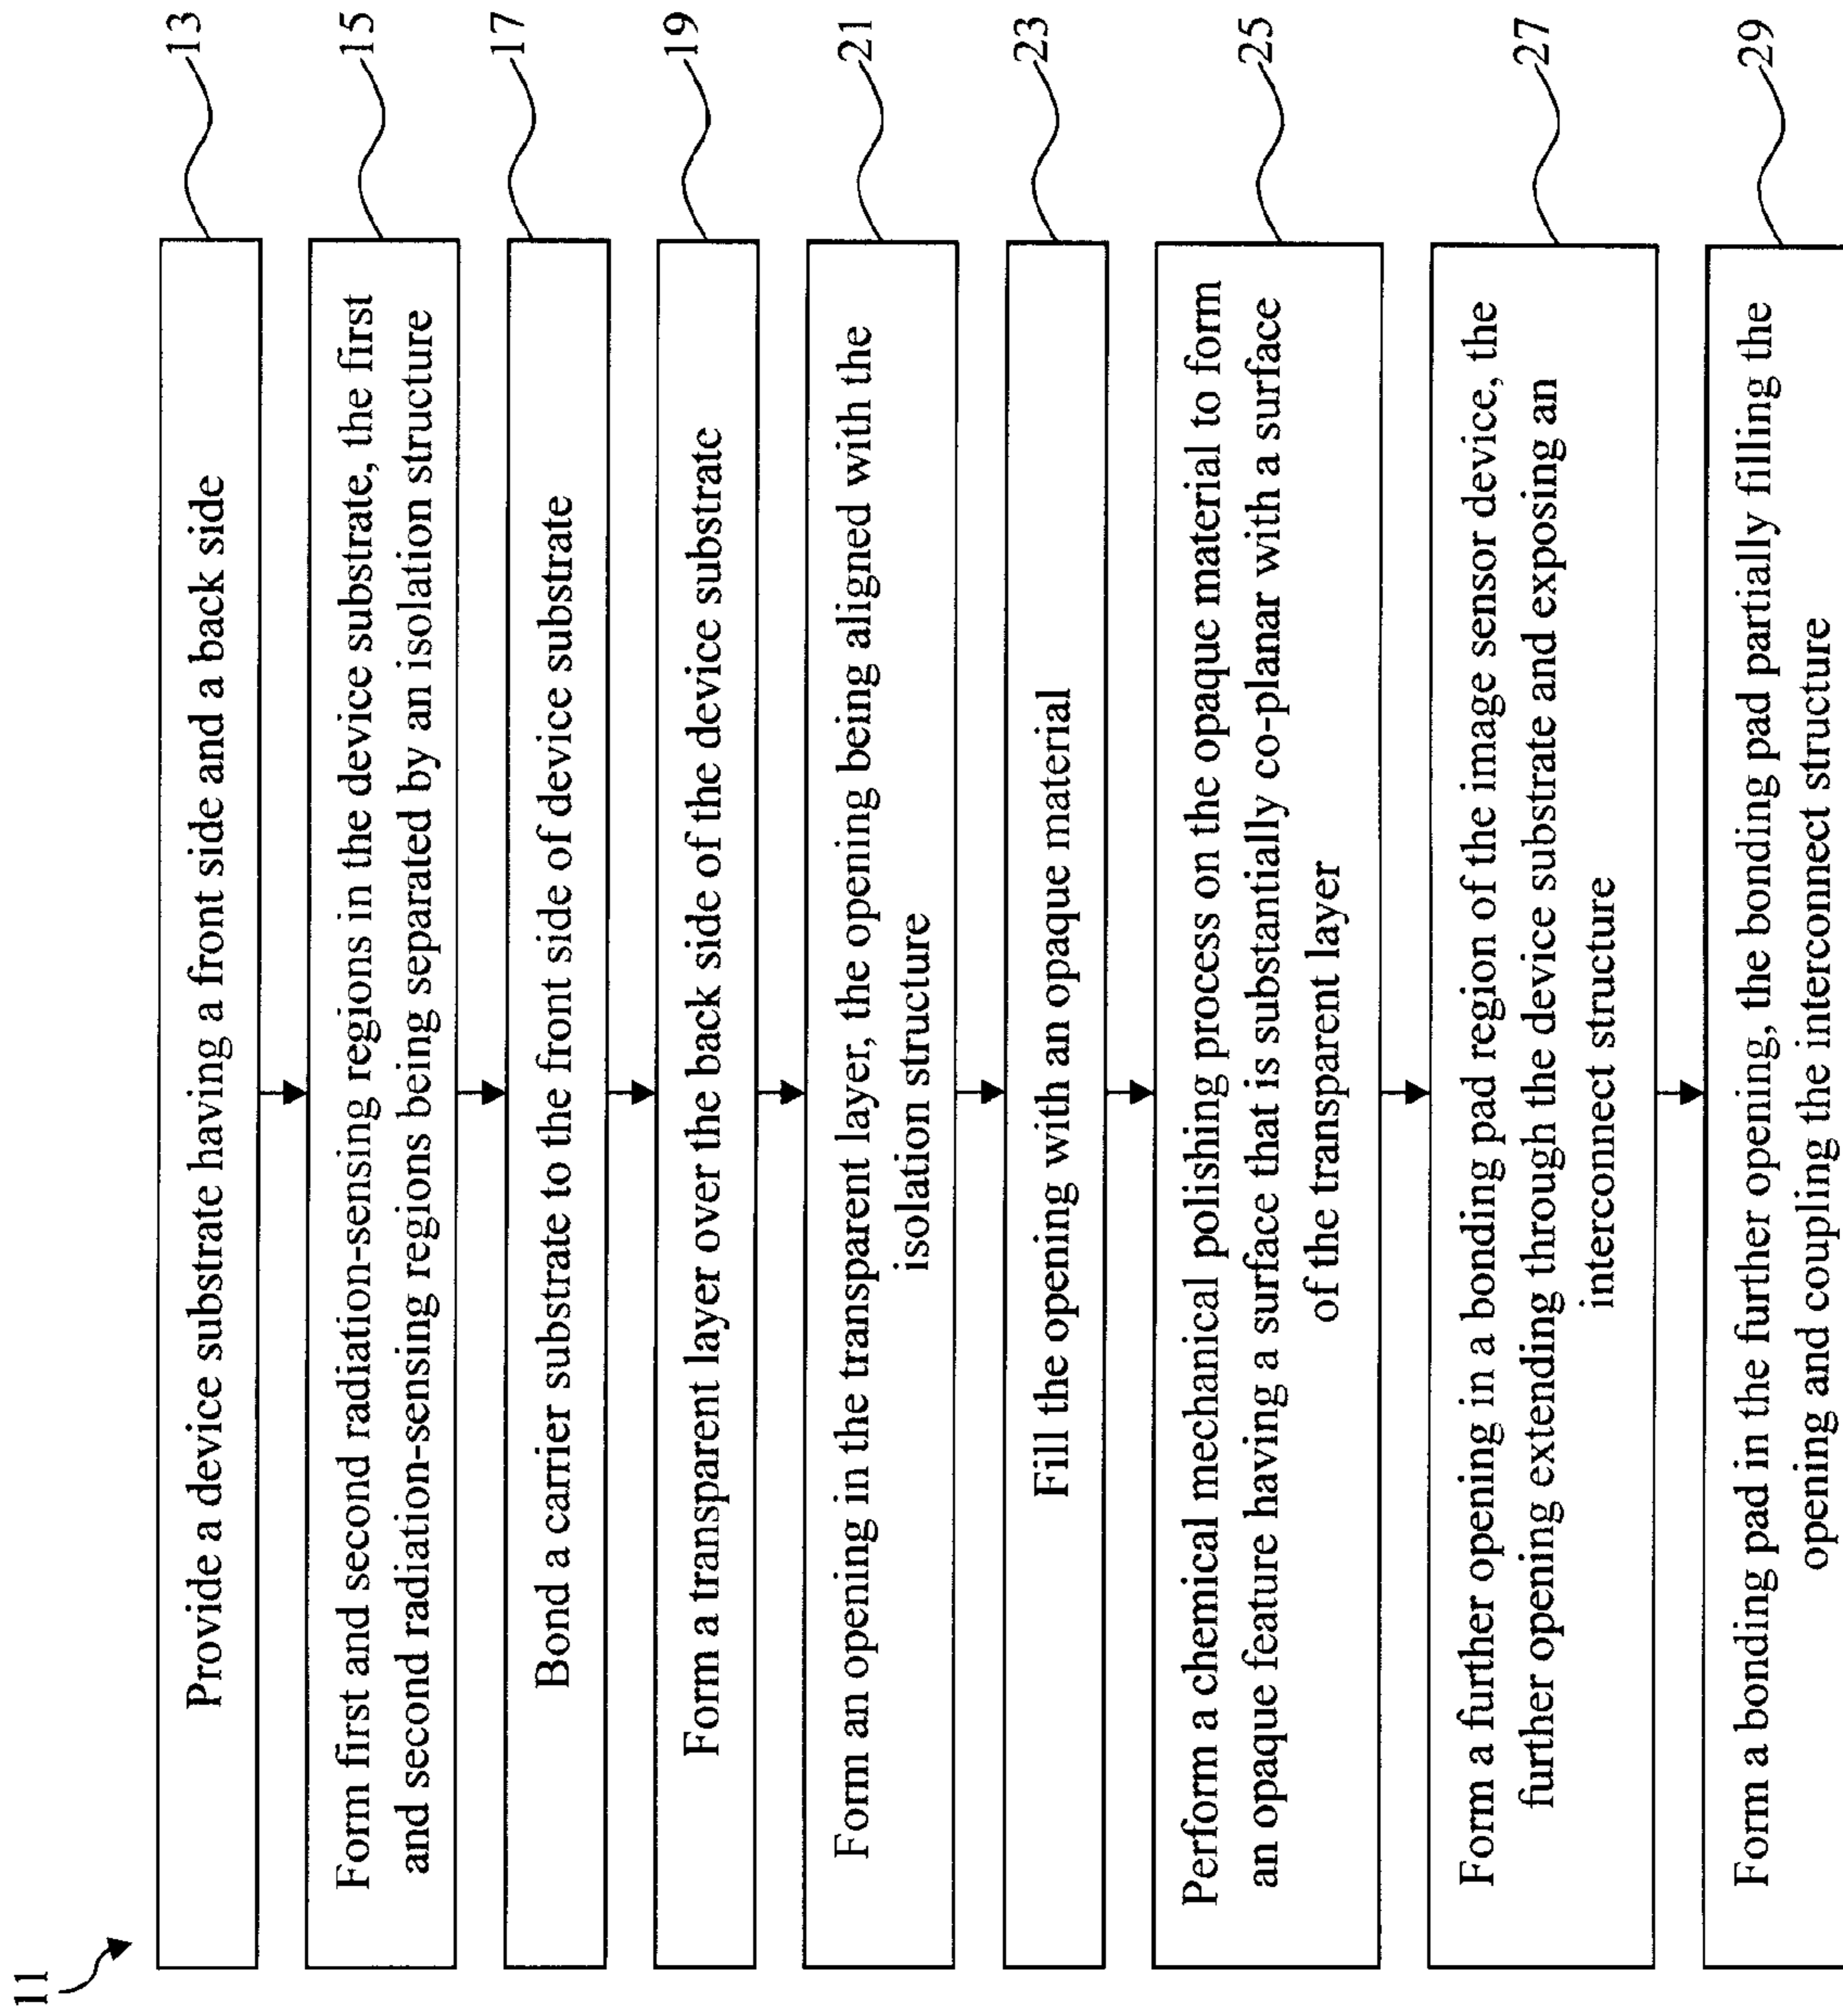 11
Provide a device substrate having a front side and a back side
13
Form first and second radiation-sensing regions in the device substrate, the first
and second radiation-sensing regions being separated by an isolation structure
15
Bond a carrier substrate to the front side of device substrate
17
Form a transparent layer over the back side of the device substrate
19
Form an opening in the transparent layer, the opening being aligned with the
isolation structure
21
Fill the opening with an opaque material
23
Perform a chemical mechanical polishing process on the opaque material to form
an opaque feature having a surface that is substantially co-planar with a surface
of the transparent layer
25
Form a further opening in a bonding pad region of the image sensor device, the
further opening extending through the device substrate and exposing an
interconnect structure
27
Form a bonding pad in the further opening, the bonding pad partially filling the
opening and coupling the interconnect structure
29